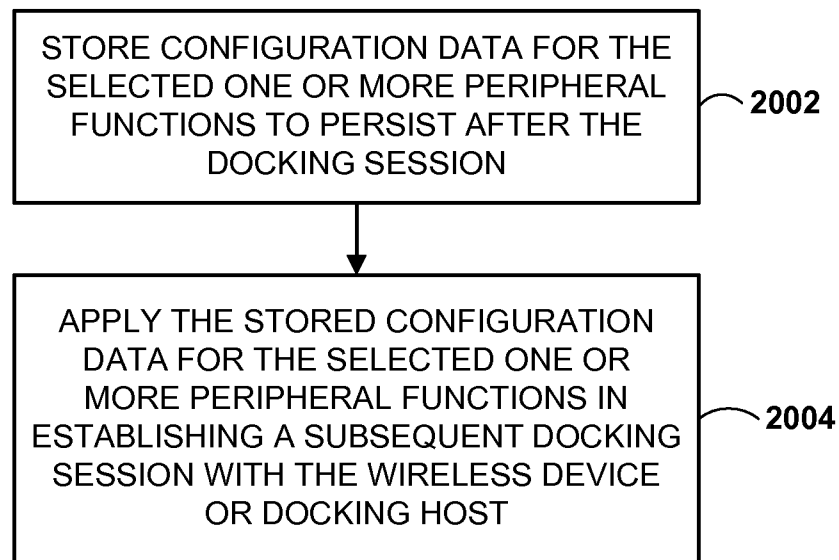 STORE CONFIGURATION DATA FOR THE
SELECTED ONE OR MORE PERIPHERAL
FUNCTIONS TO PERSIST AFTER THE
DOCKING SESSION
2002
APPLY THE STORED CONFIGURATION
DATA FOR THE SELECTED ONE OR
MORE PERIPHERAL FUNCTIONS IN
ESTABLISHING A SUBSEQUENT DOCKING
SESSION WITH THE WIRELESS DEVICE
OR DOCKING HOST
2004